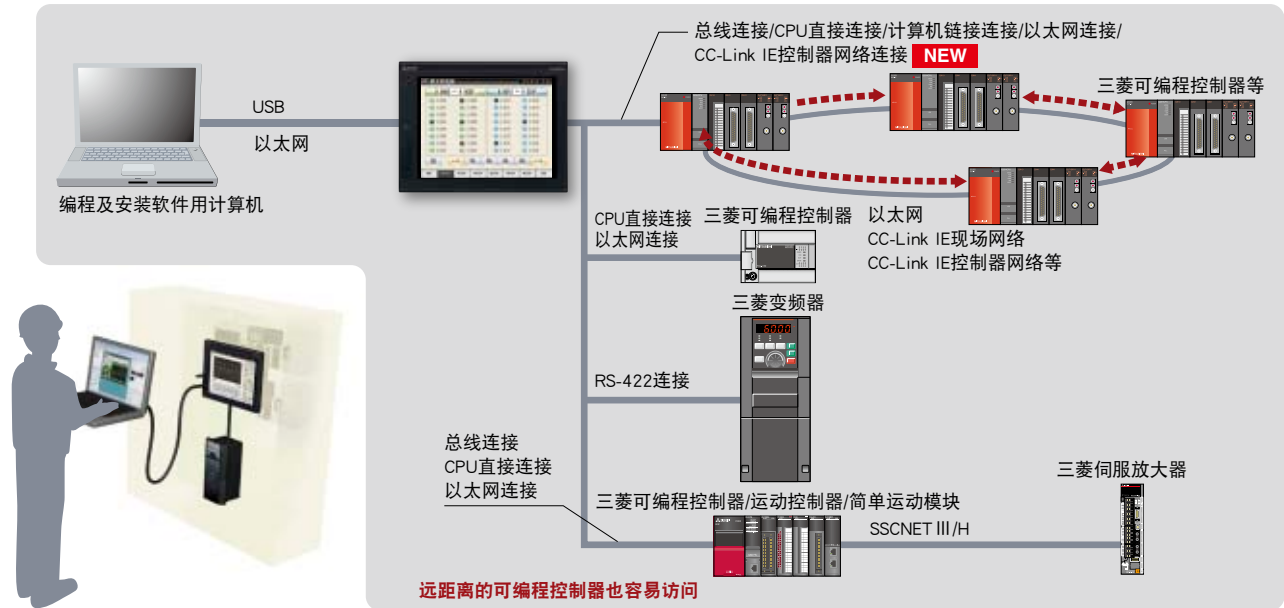 总线连接/CPU直接连接/计算机链接连接/以太网连接/
CC-Link IE控制器网络连接 NEW
三菱可编程控制器等
USB
以太网
编程及安装软件用计算机
CPU直接连接
以太网连接
三菱可编程控制器
以太网
CC-Link IE现场网络
CC-Link IE控制器网络等
三菱变频器
60.00
RS-422连接
总线连接
CPU直接连接
以太网连接
三菱可编程控制器/运动控制器/简单运动模块
SSCNETⅢ/H
三菱伺服放大器
远距离的可编程控制器也容易访问